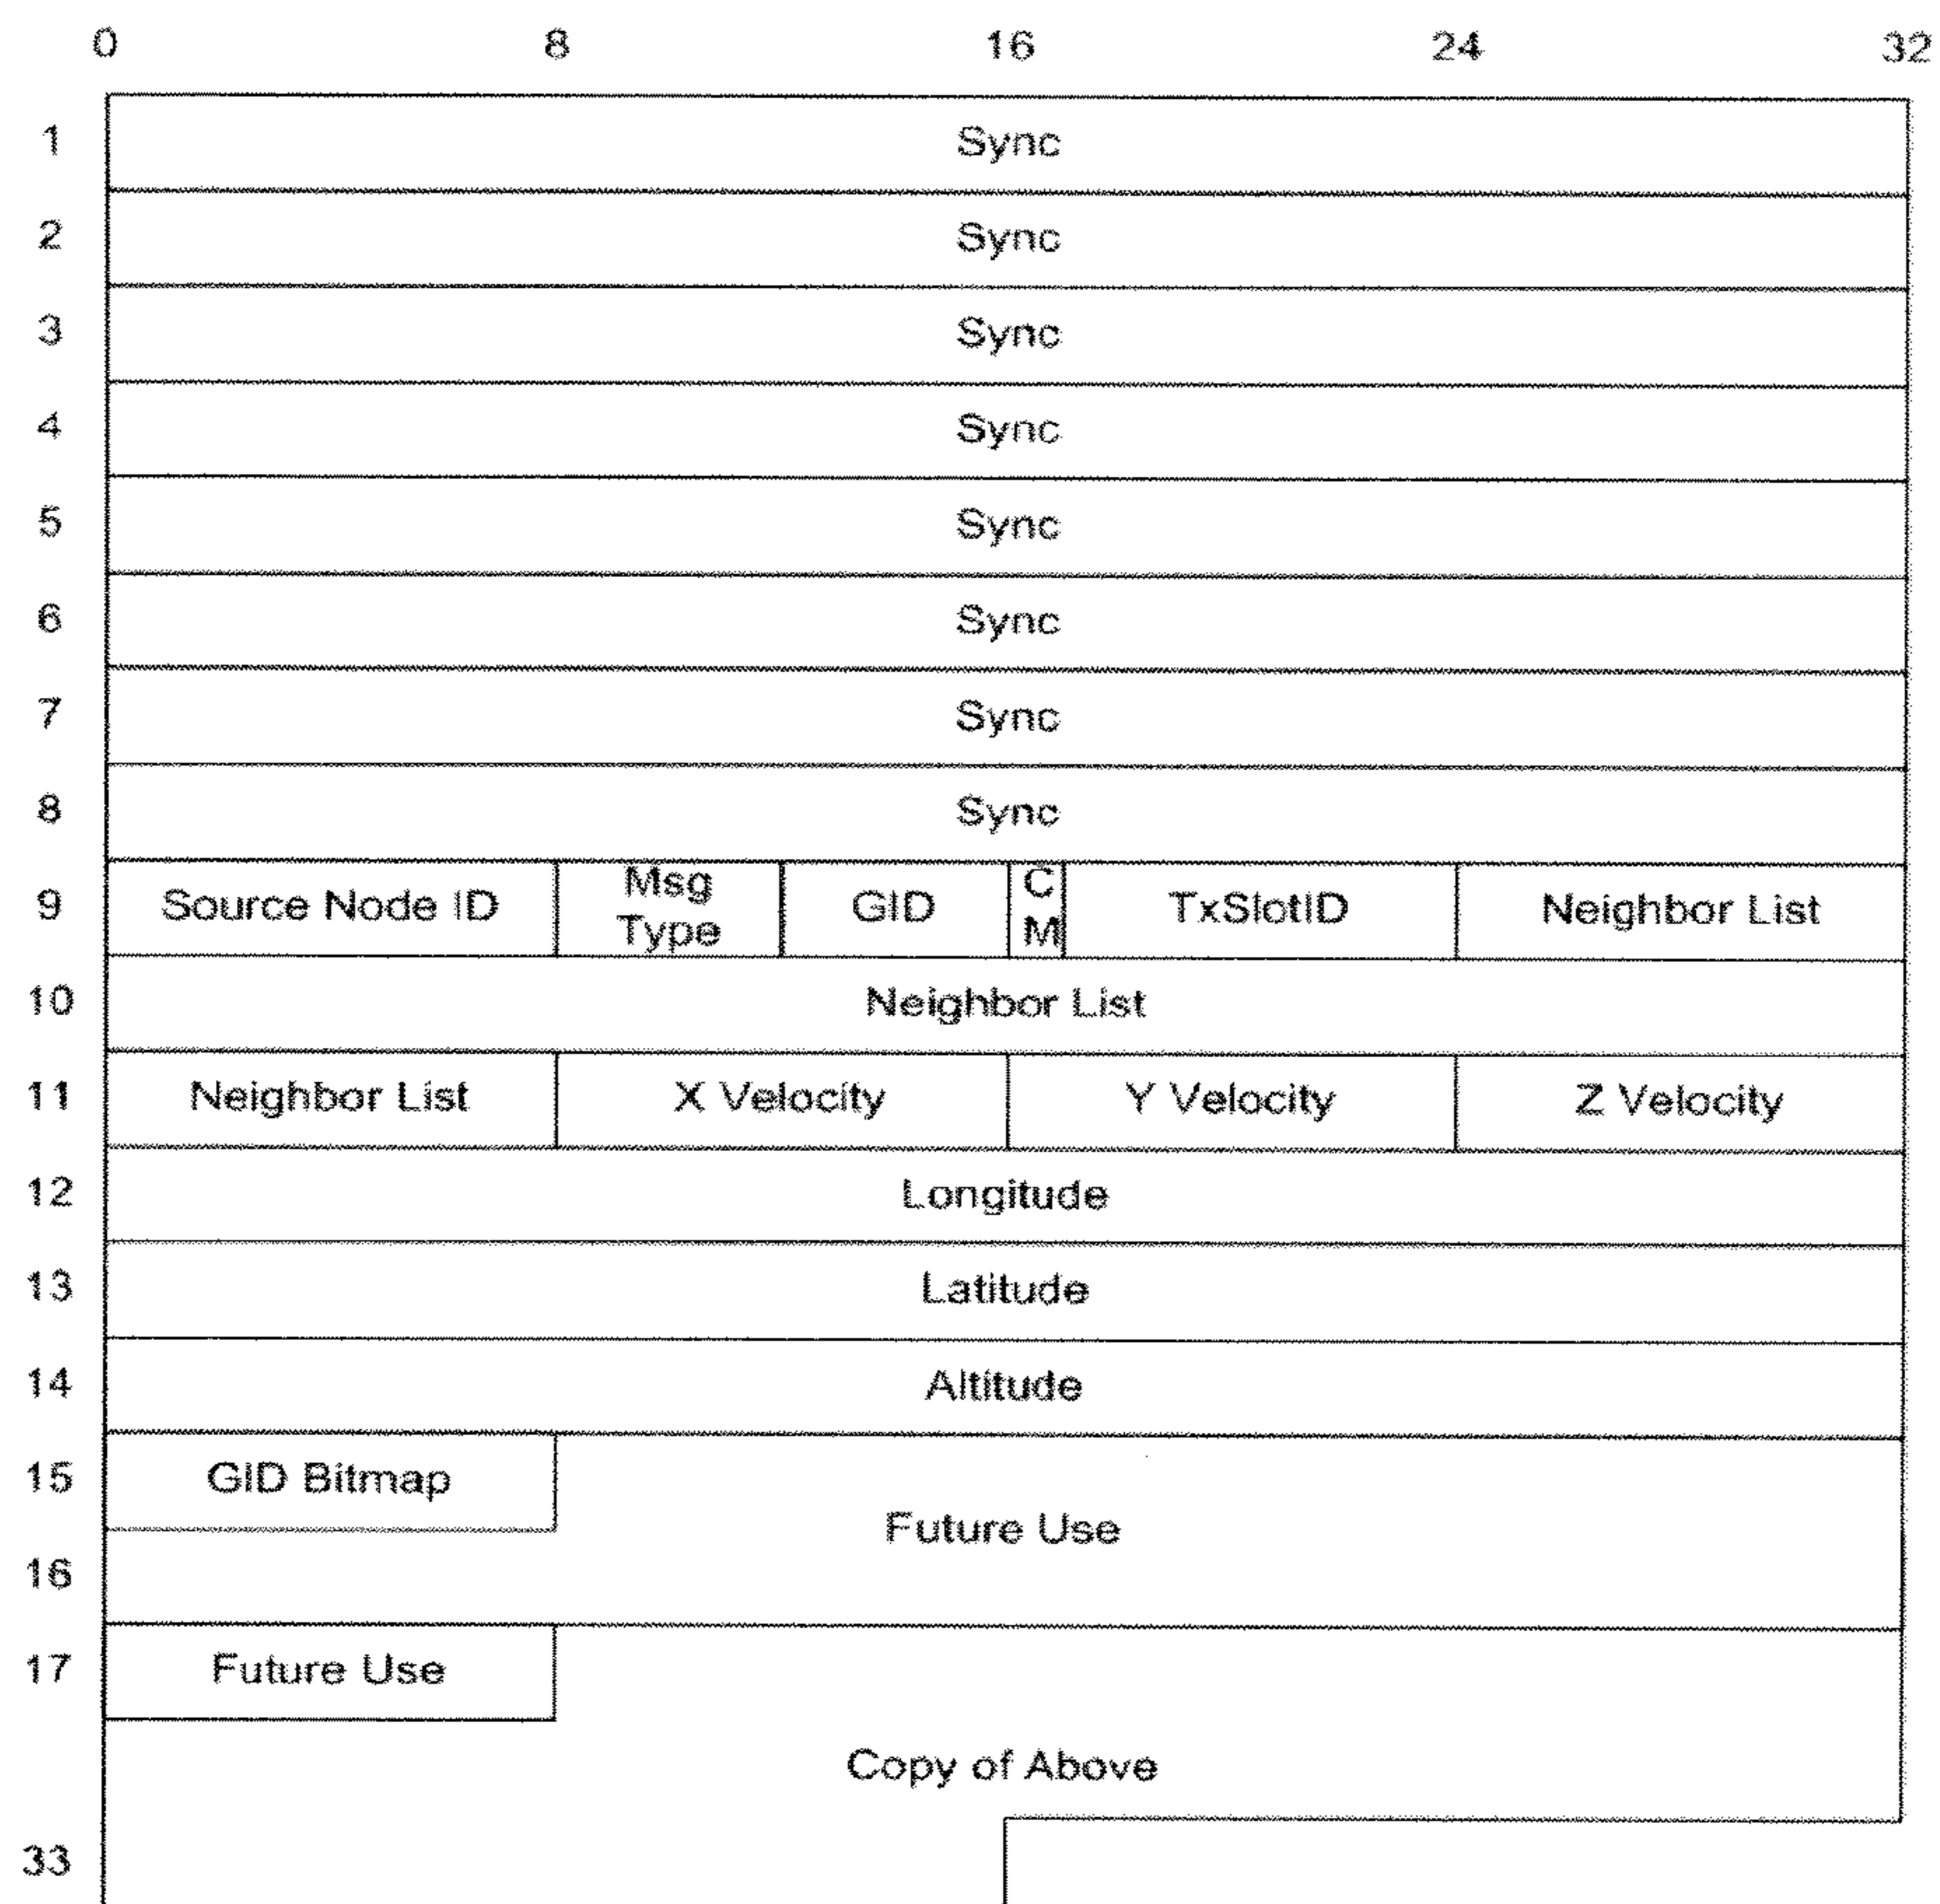 0 8 16 24 32
1 Sync
2 Sync
3 Sync
4 Sync
5 Sync
6 Sync
7 Sync
8 Sync
9 Source Node ID Msg Type GID CM TxSlotID Neighbor List
10 Neighbor List
11 Neighbor List X Velocity Y Velocity Z Velocity
12 Longitude
13 Latitude
14 Altitude
15 GID Bitmap
Future Use
16
17 Future Use
Copy of Above
33